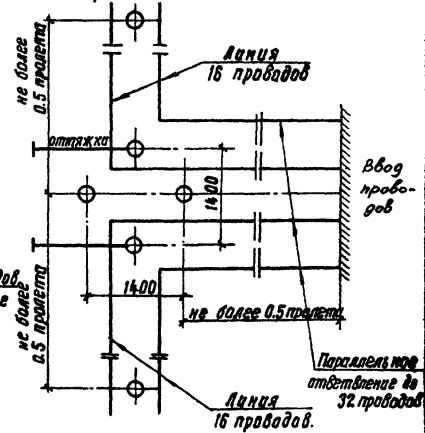 не более
0.5 пролета
Линия
16 проводов
оттяжка
1400
Ввод
прово-
дов
1400
не более 0.5 пролета
не более
0.5 пролета
Параллельное
ответвление до
32 проводов
Линия
16 проводов.